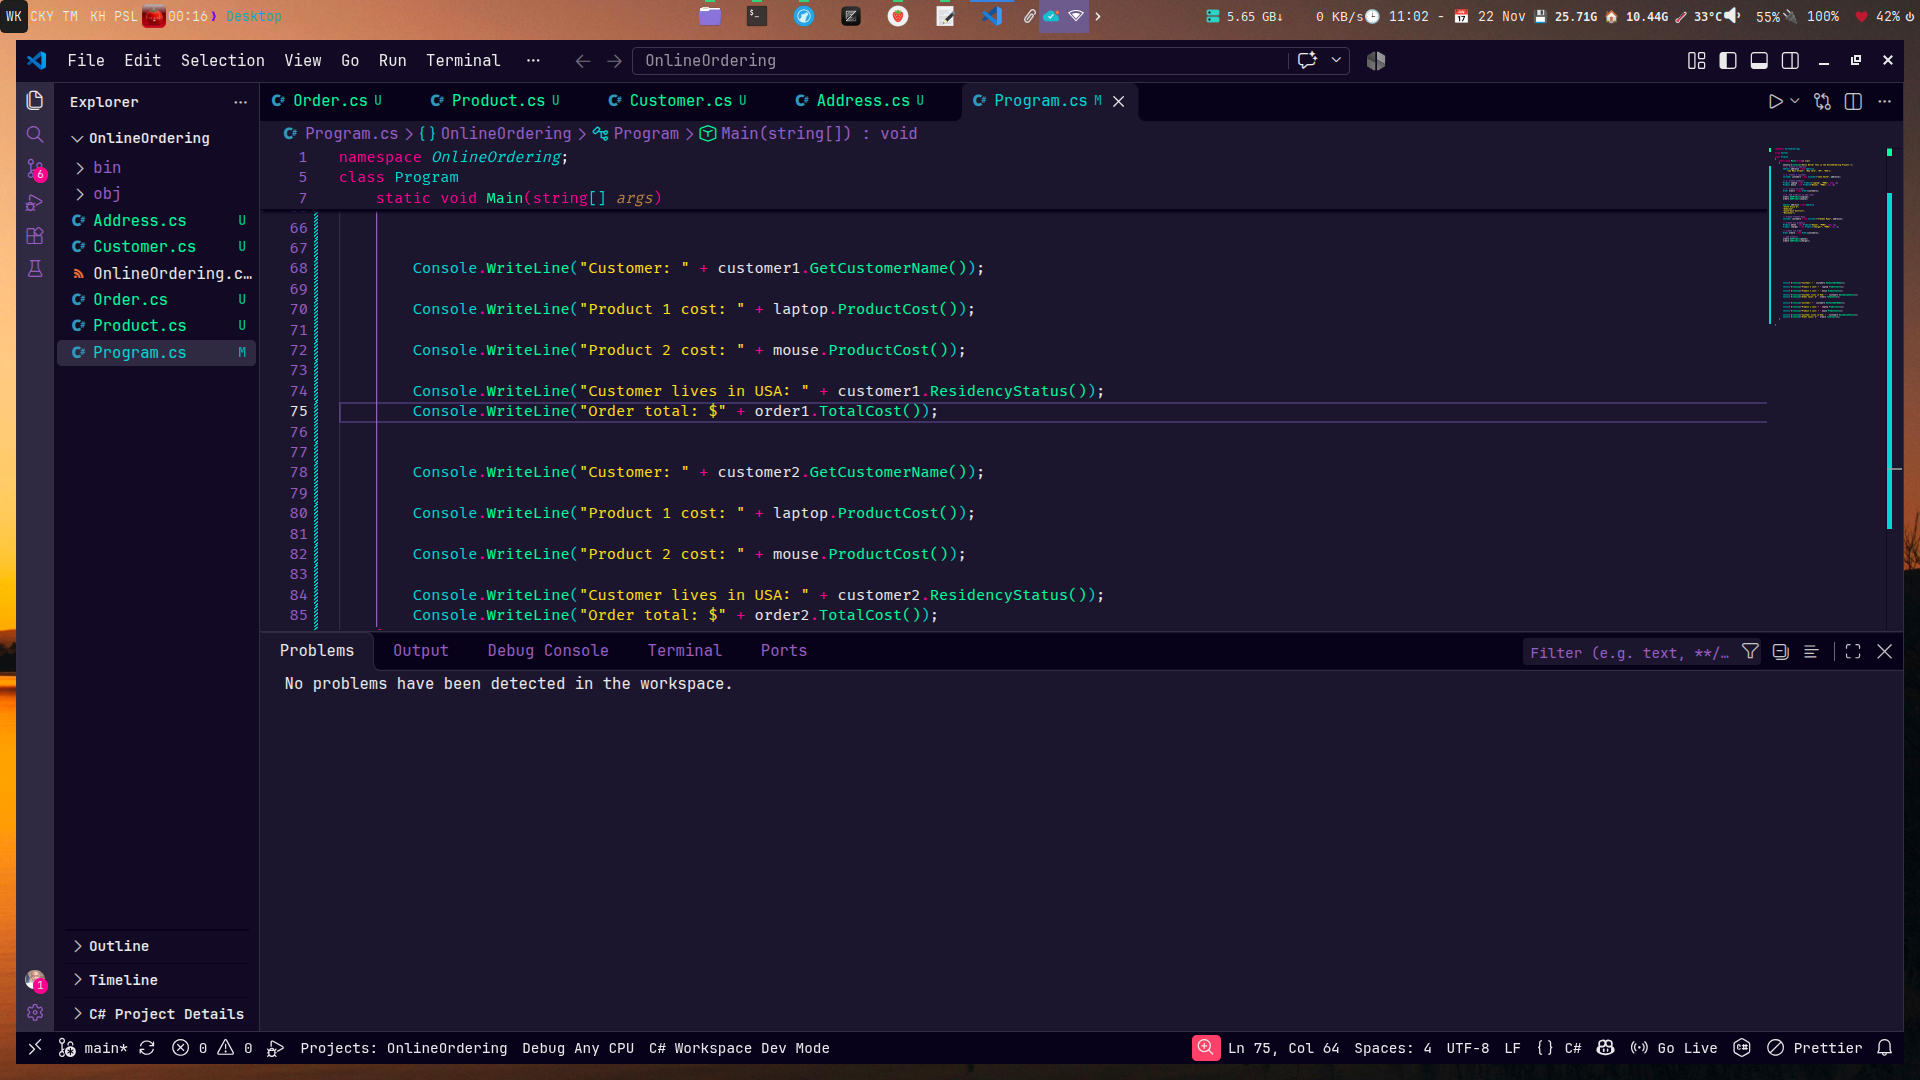 WK CKY TM KH PSL 00:16 Desktop
5.65 GB↓ 0 KB/s 11:02 - 22 Nov 25.71G 10.44G 33°C 55% 100% 42%
File Edit Selection View Go Run Terminal ··· OnlineOrdering
Explorer ···
Order.cs U Product.cs U Customer.cs U Address.cs U Program.cs M
OnlineOrdering
bin
obj
Address.cs U
Customer.cs U
OnlineOrdering.c…
Order.cs U
Product.cs U
Program.cs M
6
Program.cs > {} OnlineOrdering > Program > Main(string[]) : void
1 namespace OnlineOrdering;
5 class Program
7 static void Main(string[] args)
66
67
68 Console.WriteLine("Customer: " + customer1.GetCustomerName());
69
70 Console.WriteLine("Product 1 cost: " + laptop.ProductCost());
71
72 Console.WriteLine("Product 2 cost: " + mouse.ProductCost());
73
74 Console.WriteLine("Customer lives in USA: " + customer1.ResidencyStatus());
75 Console.WriteLine("Order total: $" + order1.TotalCost());
76
77
78 Console.WriteLine("Customer: " + customer2.GetCustomerName());
79
80 Console.WriteLine("Product 1 cost: " + laptop.ProductCost());
81
82 Console.WriteLine("Product 2 cost: " + mouse.ProductCost());
83
84 Console.WriteLine("Customer lives in USA: " + customer2.ResidencyStatus());
85 Console.WriteLine("Order total: $" + order2.TotalCost());
Problems Output Debug Console Terminal Ports Filter (e.g. text, **/…
No problems have been detected in the workspace.
Outline
Timeline
C# Project Details
1
main* 0 0 Projects: OnlineOrdering Debug Any CPU C# Workspace Dev Mode
Ln 75, Col 64 Spaces: 4 UTF-8 LF {} C# Go Live Prettier